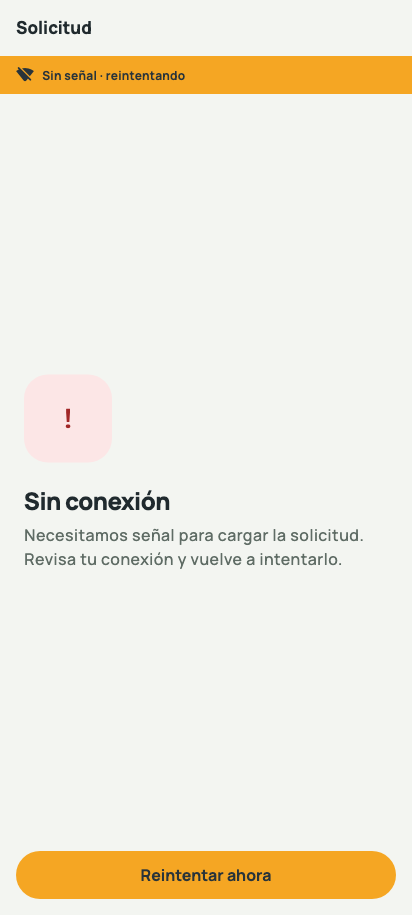 Solicitud
Sin señal · reintentando
!
Sin conexión
Necesitamos señal para cargar la solicitud.
Revisa tu conexión y vuelve a intentarlo.
Reintentar ahora